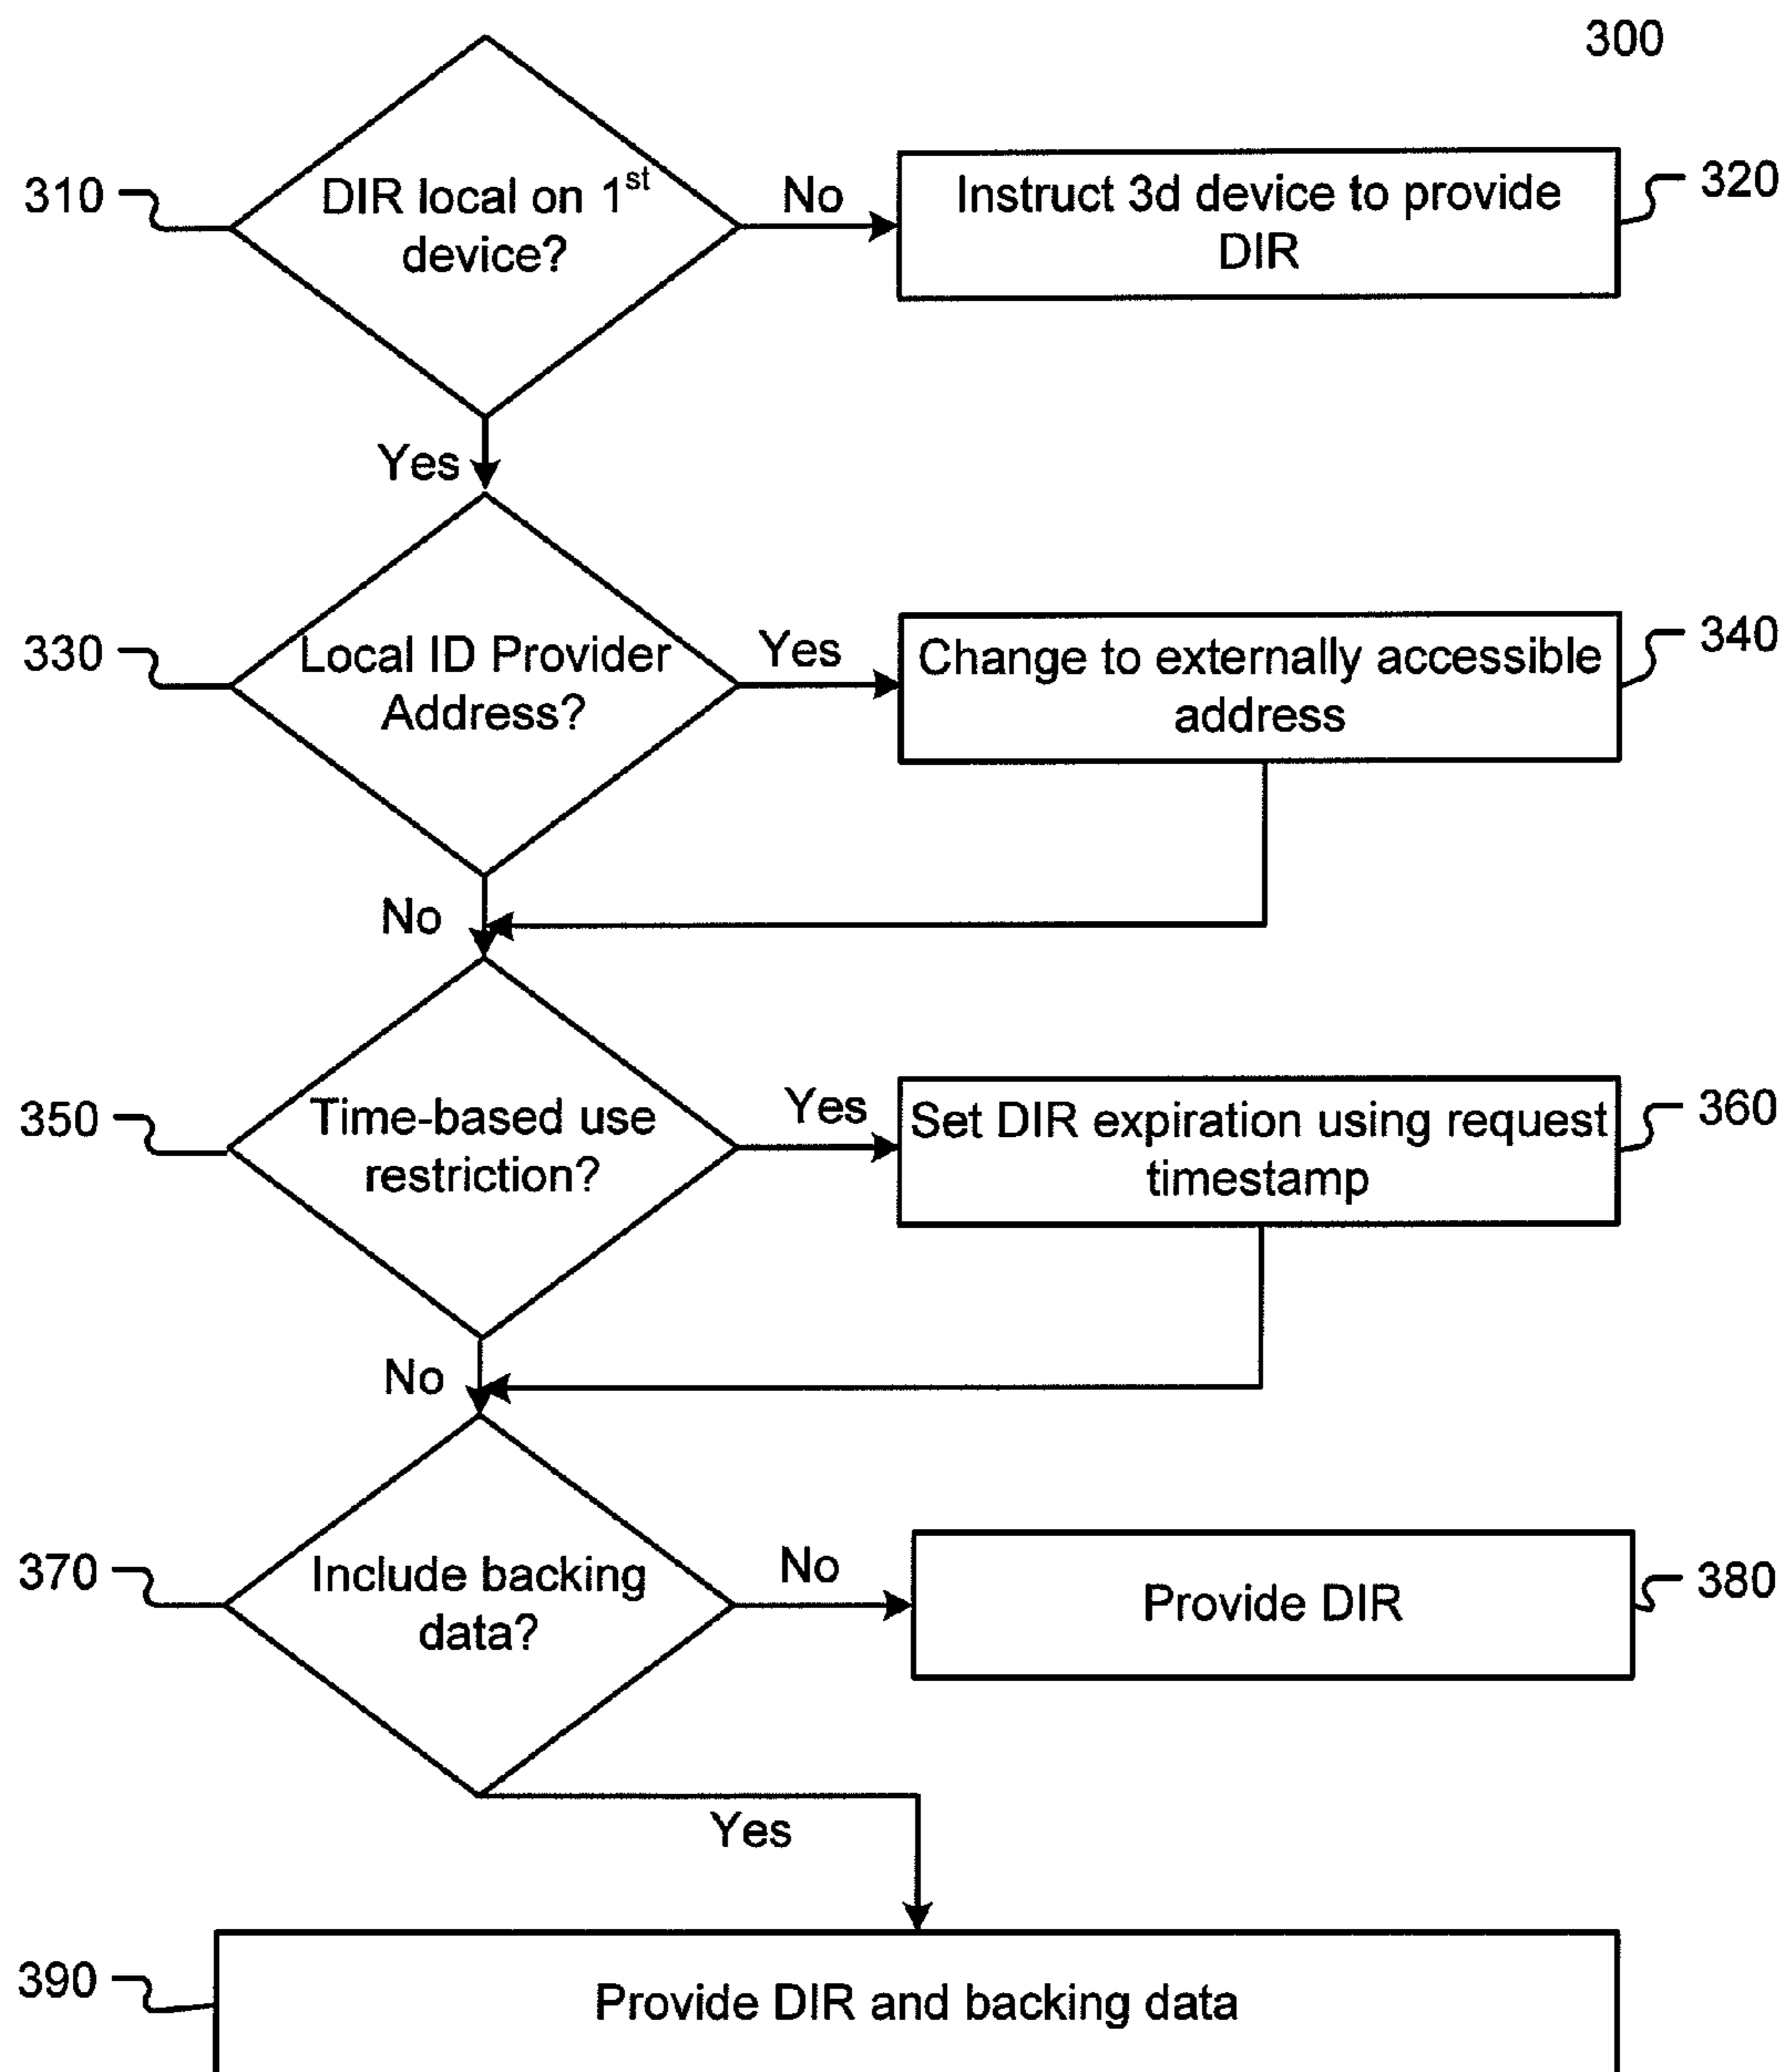 300
310
DIR local on 1st
device?
No
Instruct 3d device to provide
DIR
320
Yes
330
Local ID Provider
Address?
Yes
Change to externally accessible
address
340
No
350
Time-based use
restriction?
Yes
Set DIR expiration using request
timestamp
360
No
370
Include backing
data?
No
Provide DIR
380
Yes
390
Provide DIR and backing data